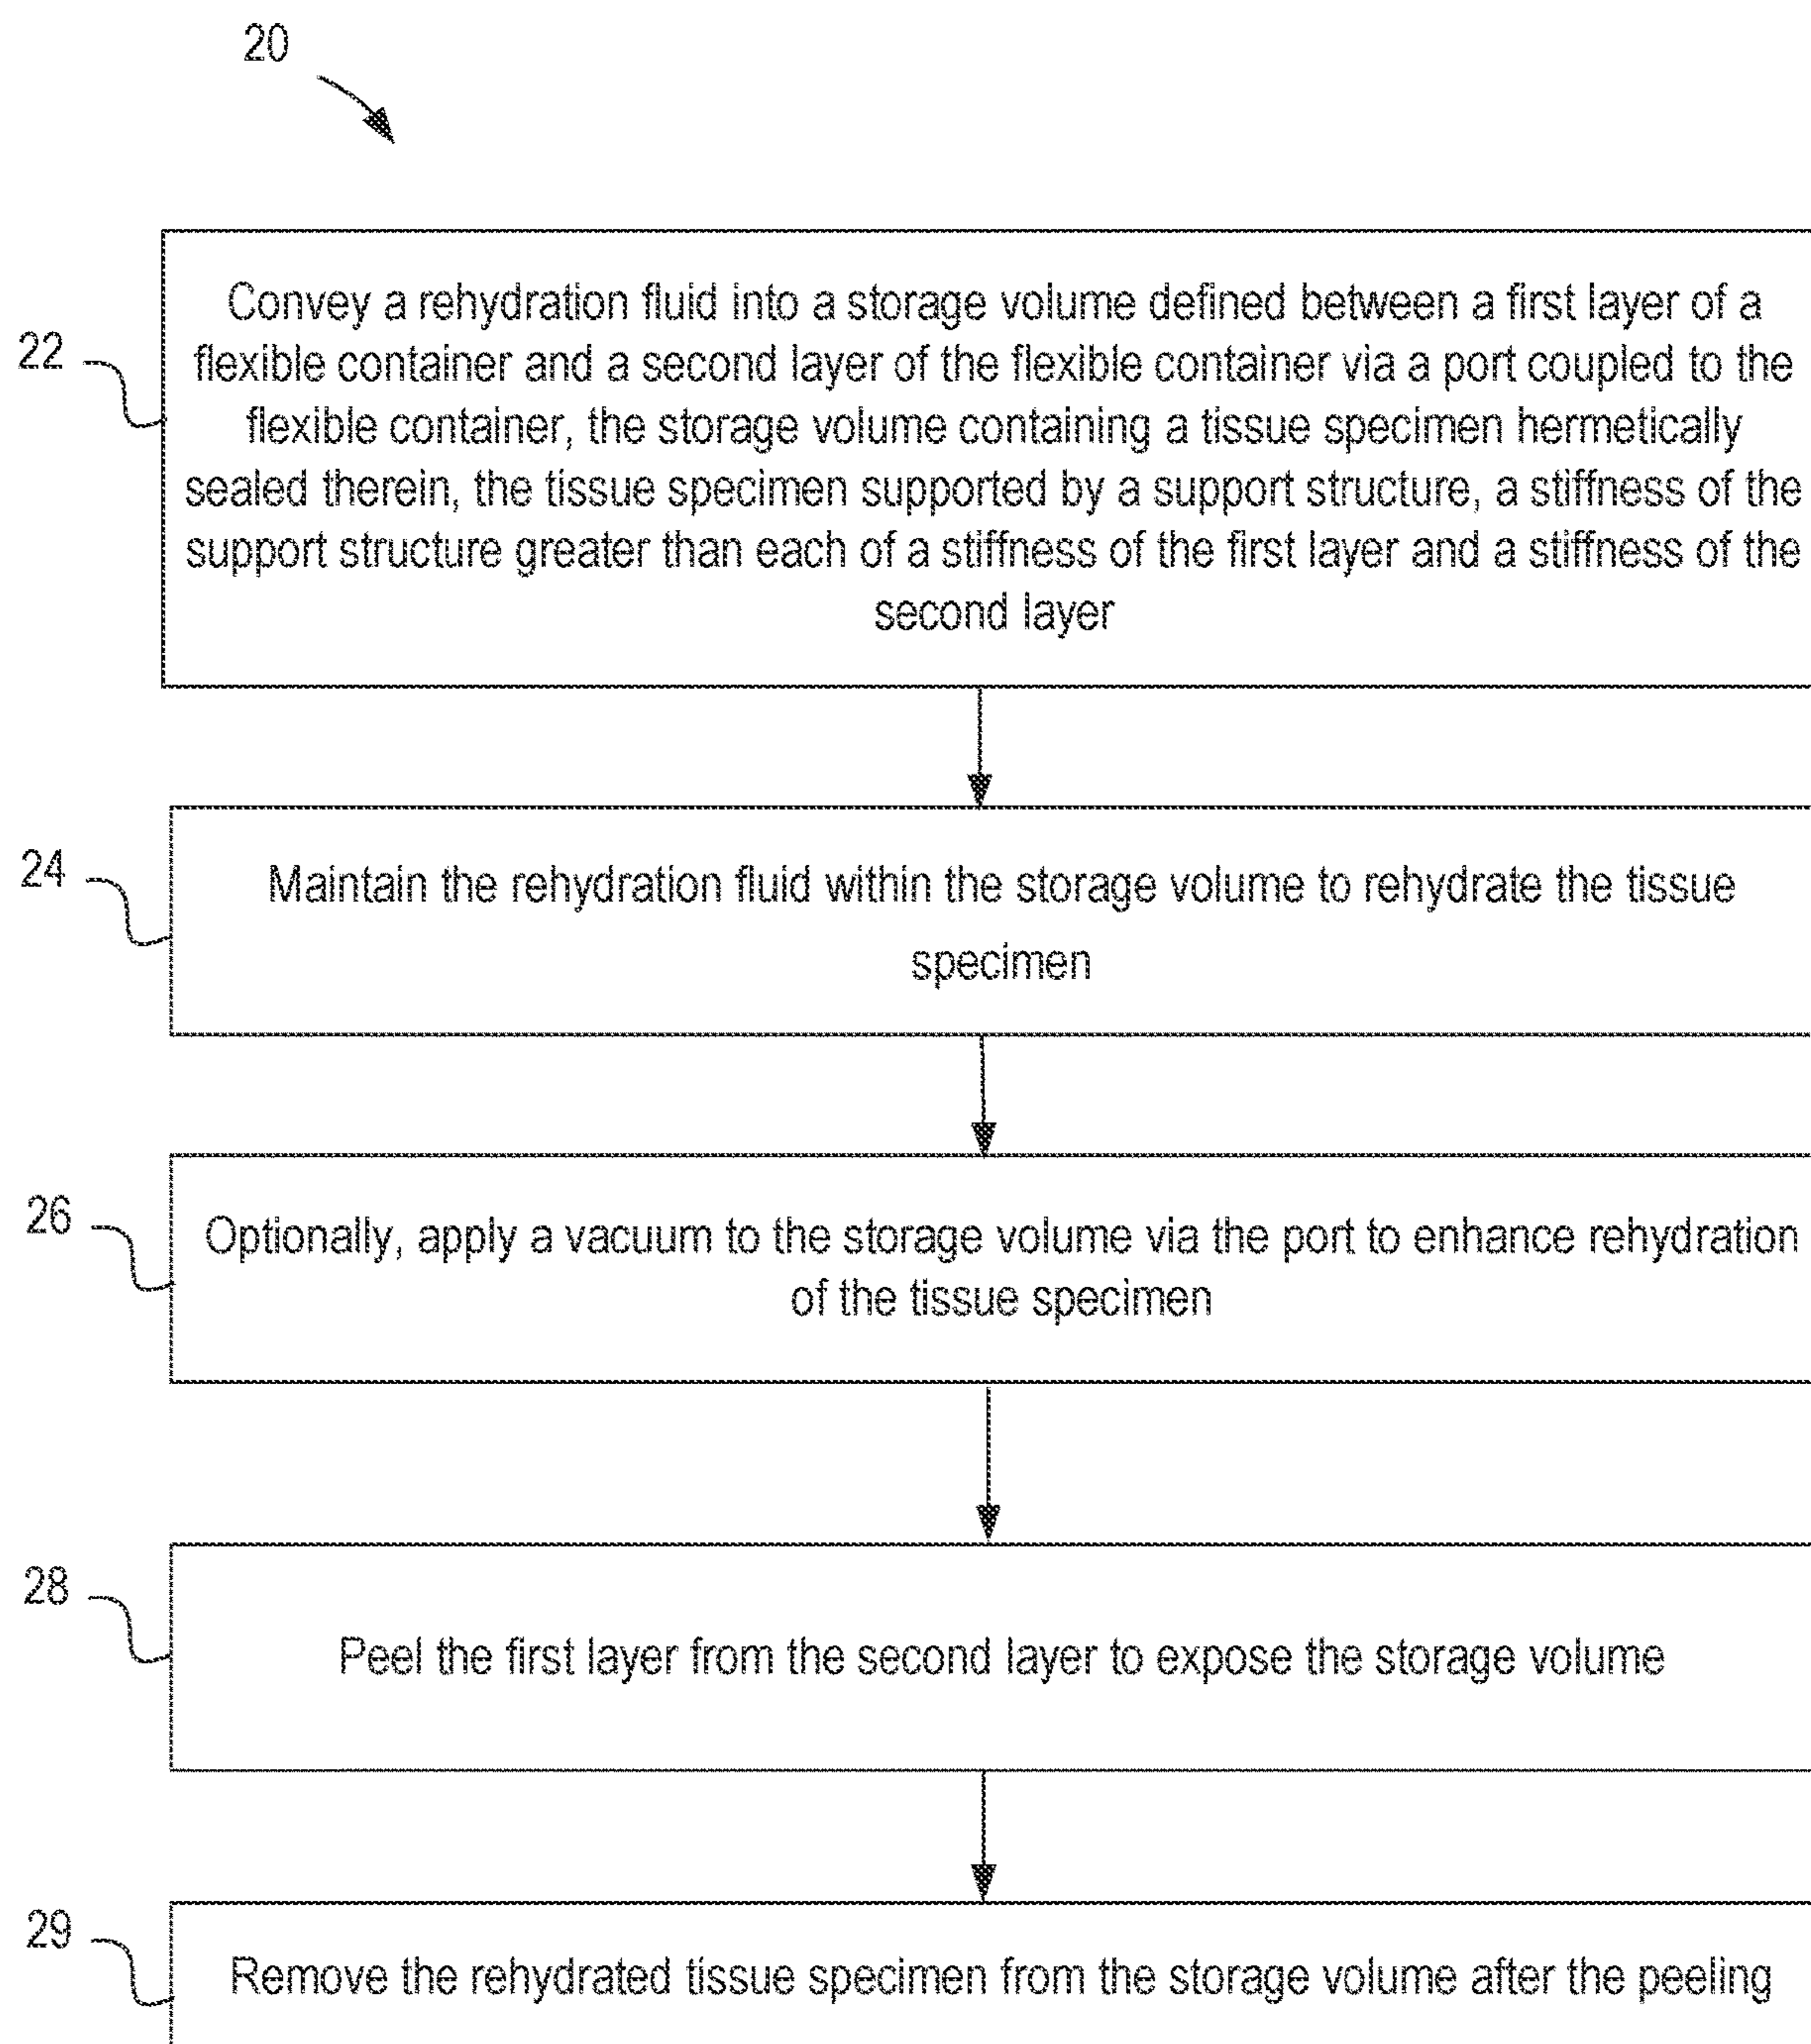 20
22
Convey a rehydration fluid into a storage volume defined between a first layer of a
flexible container and a second layer of the flexible container via a port coupled to the
flexible container, the storage volume containing a tissue specimen hermetically
sealed therein, the tissue specimen supported by a support structure, a stiffness of the
support structure greater than each of a stiffness of the first layer and a stiffness of the
second layer
24
Maintain the rehydration fluid within the storage volume to rehydrate the tissue
specimen
26
Optionally, apply a vacuum to the storage volume via the port to enhance rehydration
of the tissue specimen
28
Peel the first layer from the second layer to expose the storage volume
29
Remove the rehydrated tissue specimen from the storage volume after the peeling